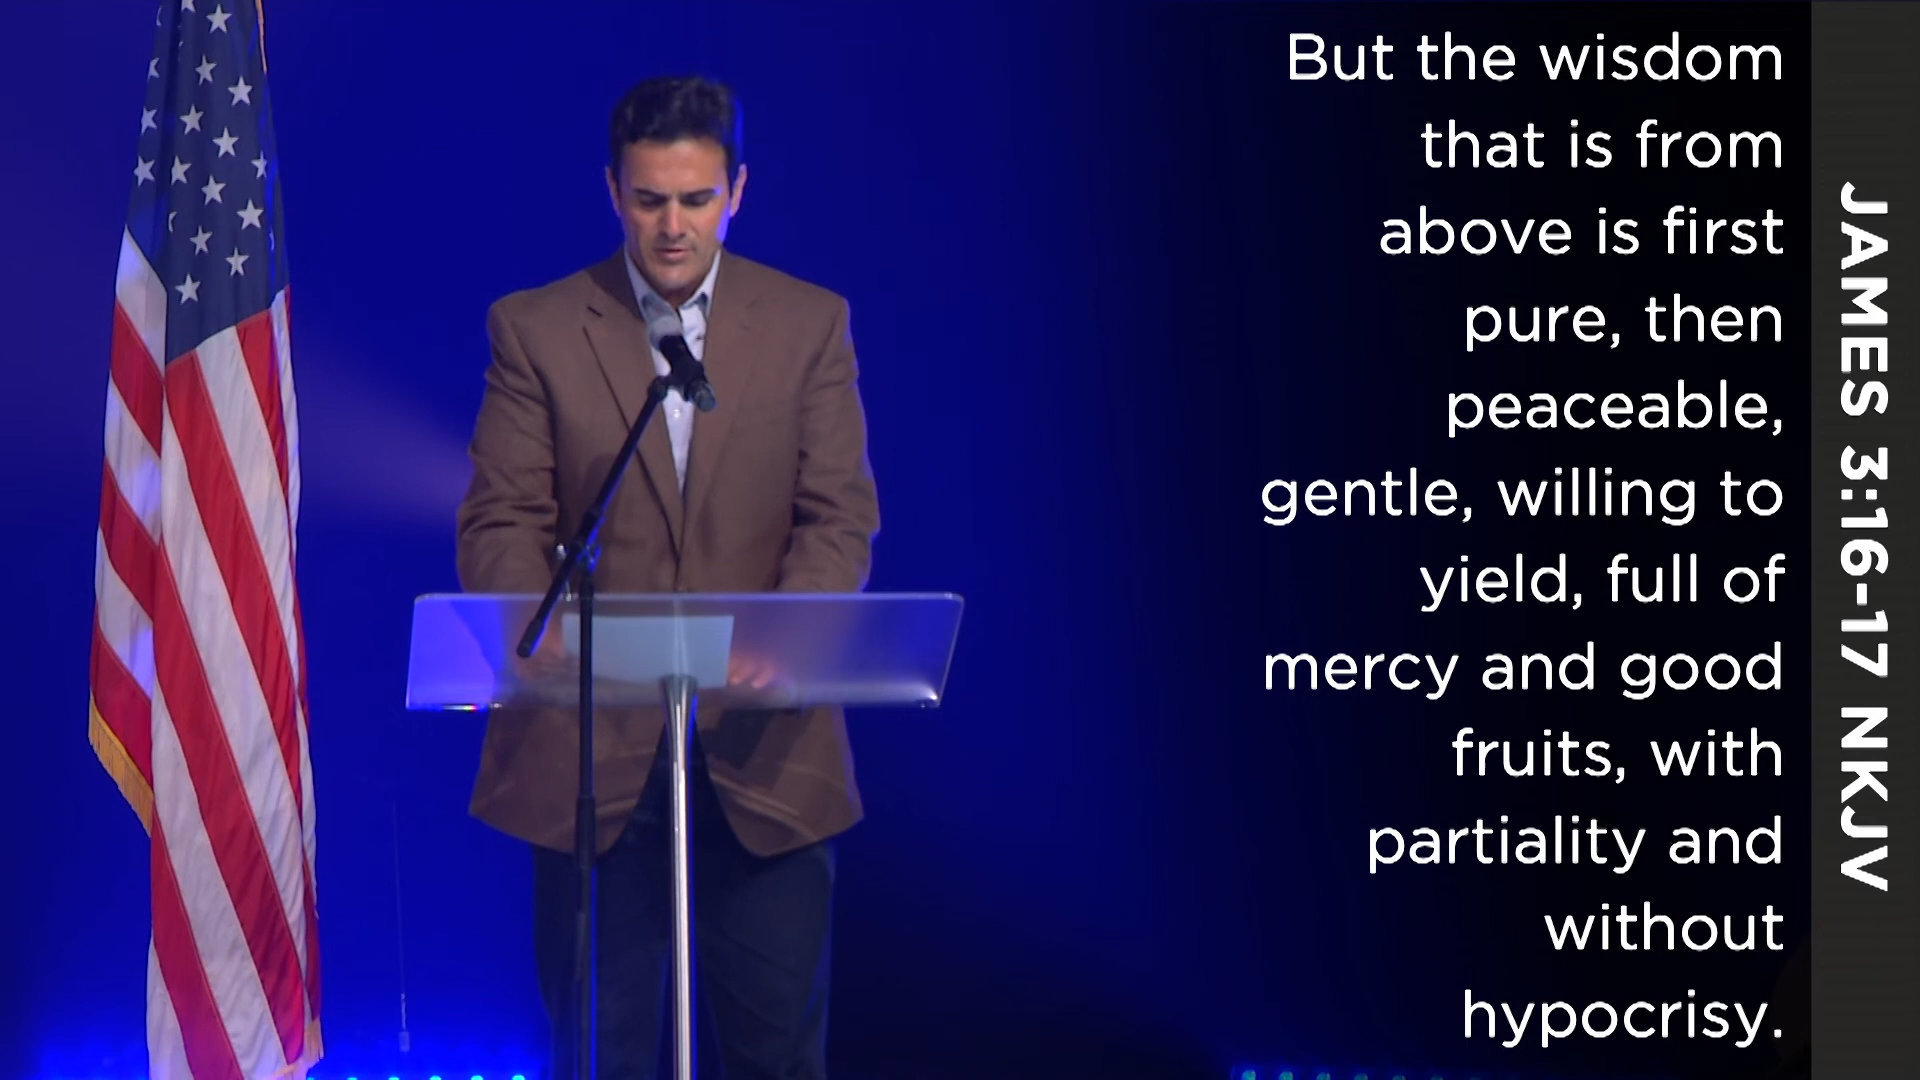 But the wisdom
that is from
above is first
pure, then
peaceable,
gentle, willing to
yield, full of
mercy and good
fruits, with
partiality and
without
hypocrisy.
JAMES 3:16-17 NKJV